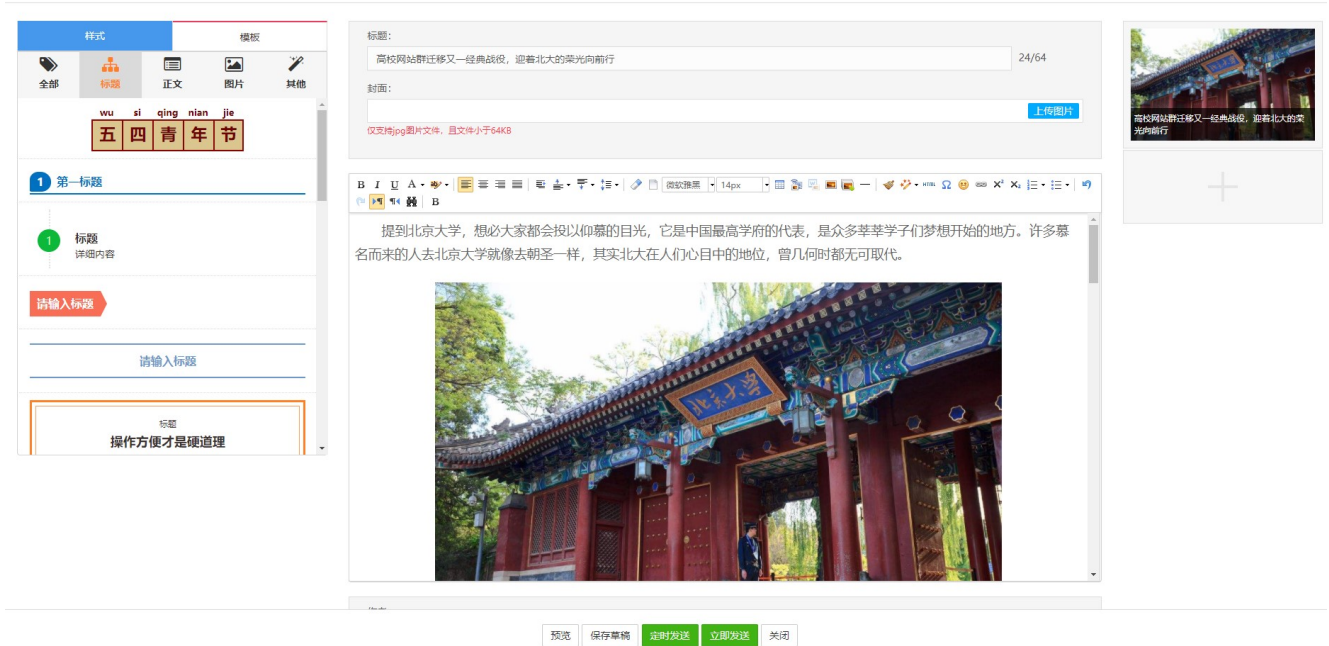 样式
模板
全部
标题
正文
图片
其他
wu si qing nian jie
五四青年节
1 第一标题
1 标题
详细内容
请输入标题
请输入标题
标题
操作方便才是硬道理
标题：
高校网站群迁移又一经典战役，迎着北大的荣光向前行
24/64
封面：
上传图片
仅支持jpg图片文件，且文件小于64KB
B I U A
微软雅黑
14px
HTML Ω
X² X₂
B
提到北京大学，想必大家都会投以仰慕的目光，它是中国最高学府的代表，是众多莘莘学子们梦想开始的地方。许多慕
名而来的人去北京大学就像去朝圣一样，其实北大在人们心目中的地位，曾几何时都无可取代。
北京大学
高校网站群迁移又一经典战役，迎着北大的荣
光向前行
预览
保存草稿
定时发送
立即发送
关闭